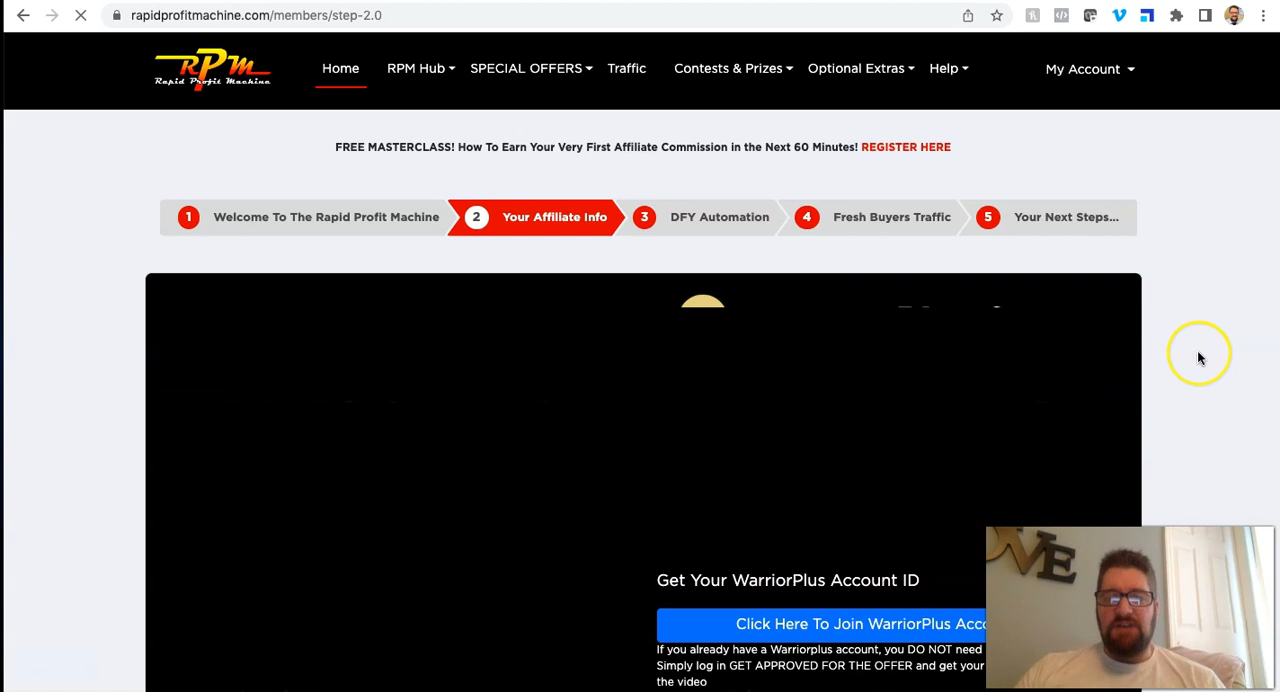 rapidprofitmachine.com/members/step-2.0
RPM
Rapid Profit Machine
Home
RPM Hub
SPECIAL OFFERS
Traffic
Contests & Prizes
Optional Extras
Help
My Account
FREE MASTERCLASS! How To Earn Your Very First Affiliate Commission in the Next 60 Minutes! REGISTER HERE
1 Welcome To The Rapid Profit Machine
2 Your Affiliate Info
3 DFY Automation
4 Fresh Buyers Traffic
5 Your Next Steps...
Get Your WarriorPlus Account ID
Click Here To Join WarriorPlus
If you already have a Warriorplus account, you DO NOT need
Simply log in GET APPROVED FOR THE OFFER and get your
the video